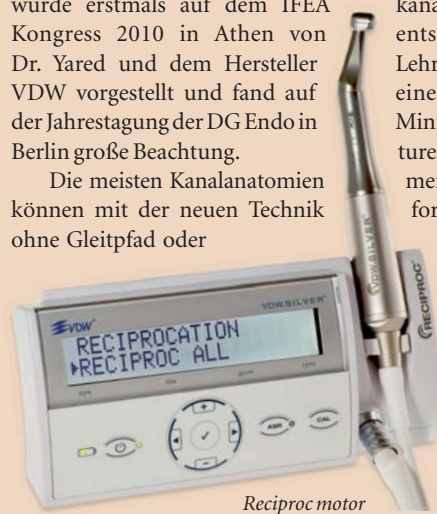 wurde erstmals auf dem IFEA
Kongress 2010 in Athen von
Dr. Yared und dem Hersteller
VDW vorgestellt und fand auf
der Jahrestagung der DG Endo in
Berlin große Beachtung.
Die meisten Kanalanatomien
können mit der neuen Technik
ohne Gleitpfad oder
kana
ents
Lehr
eine
Min
ture
mer
for
VDW.SILVER
RECIPROC
VDW
VDW.SILVER
RECIPROCATION
RECIPROC ALL
ASR
CAL
Reciproc motor